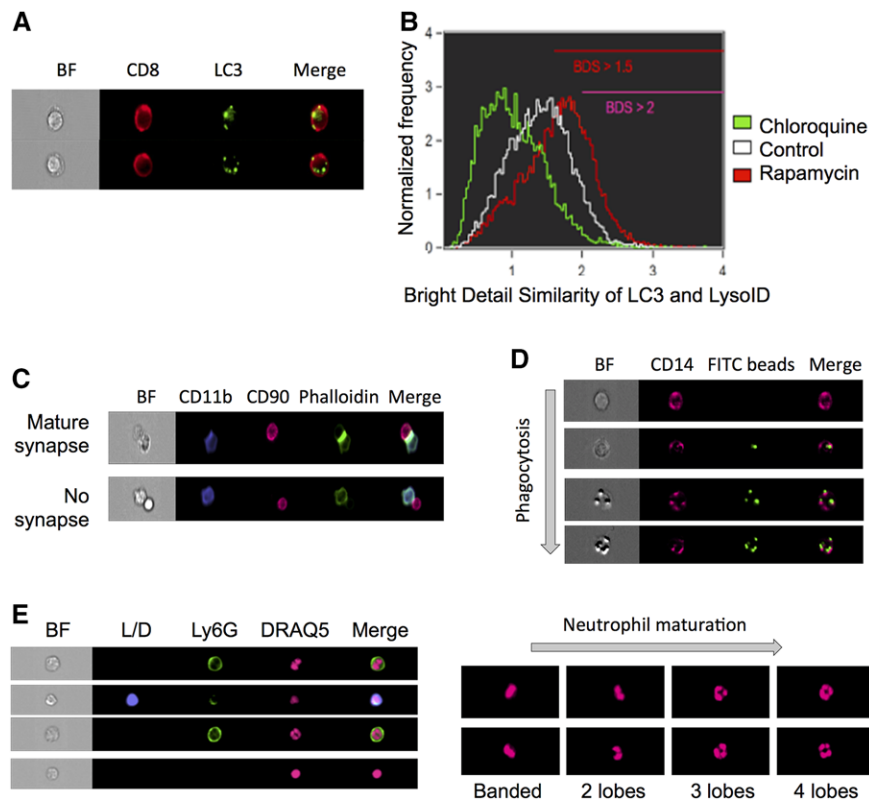 A
BF CD8 LC3 Merge
B
Normalized frequency
4
3
2
1
0
BDS > 1.5
BDS > 2
1 2 3 4
Bright Detail Similarity of LC3 and LysoID
Chloroquine
Control
Rapamycin
C
BF CD11b CD90 Phalloidin Merge
Mature
synapse
No
synapse
D
BF CD14 FITC beads Merge
Phagocytosis
E
BF L/D Ly6G DRAQ5 Merge
Neutrophil maturation
Banded 2 lobes 3 lobes 4 lobes